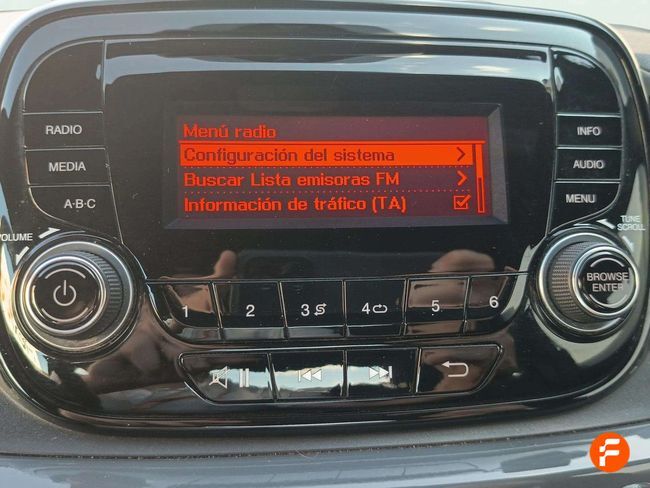 Menú radio
Configuración del sistema
Buscar Lista emisoras FM
Información de tráfico (TA)
RADIO
MEDIA
A·B·C
INFO
AUDIO
MENU
VOLUME
TUNE
SCROLL
BROWSE
ENTER
1 2 3 4 5 6
F